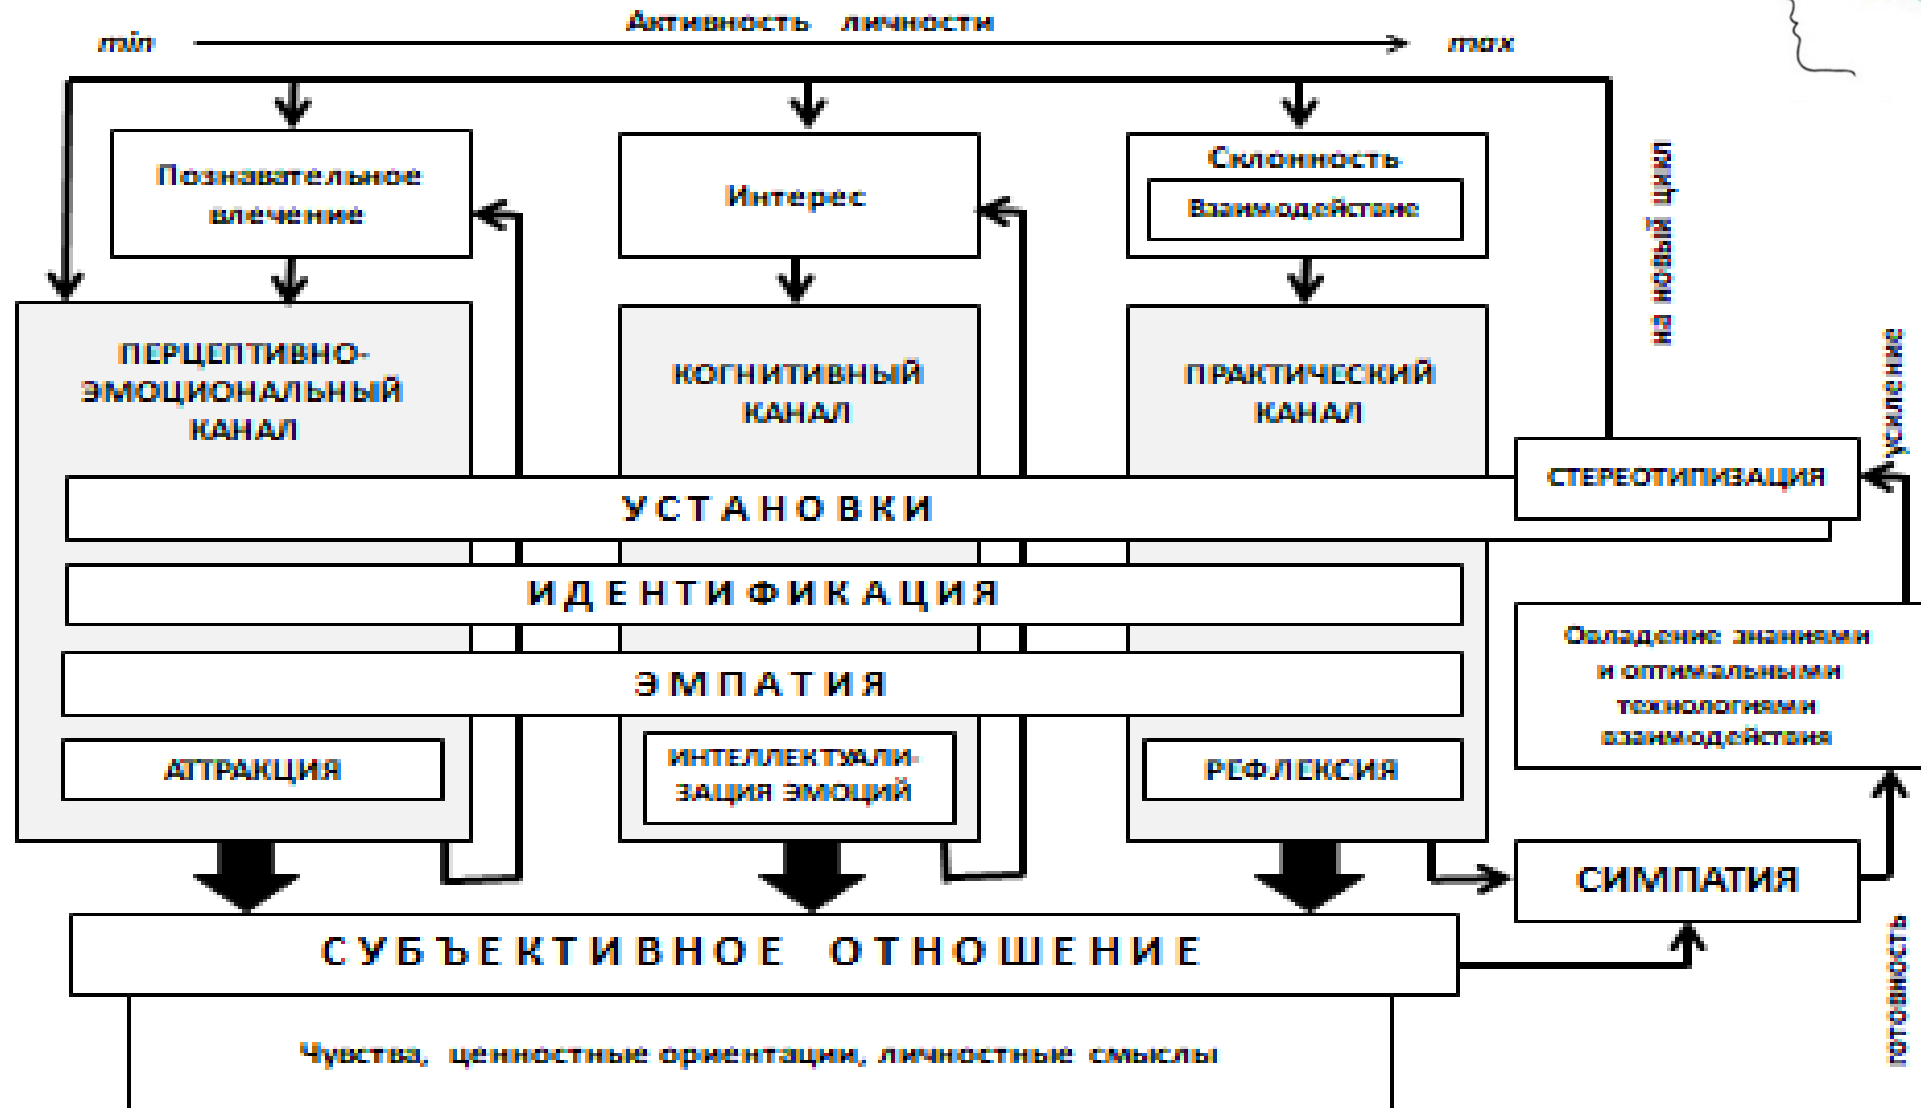 Активность личности
min
max
Познавательное
влечение
Интерес
Склонность
Взаимодействие
на новый цикл
ПЕРЦЕПТИВНО-
ЭМОЦИОНАЛЬНЫЙ
КАНАЛ
КОГНИТИВНЫЙ
КАНАЛ
ПРАКТИЧЕСКИЙ
КАНАЛ
усиление
СТЕРЕОТИПИЗАЦИЯ
УСТАНОВКИ
ИДЕНТИФИКАЦИЯ
ЭМПАТИЯ
Овладение знаниями
и оптимальными
технологиями
взаимодействия
АТТРАКЦИЯ
ИНТЕЛЛЕКТУАЛИ-
ЗАЦИЯ ЭМОЦИЙ
РЕФЛЕКСИЯ
СИМПАТИЯ
СУБЪЕКТИВНОЕ ОТНОШЕНИЕ
готовность
Чувства, ценностные ориентации, личностные смыслы